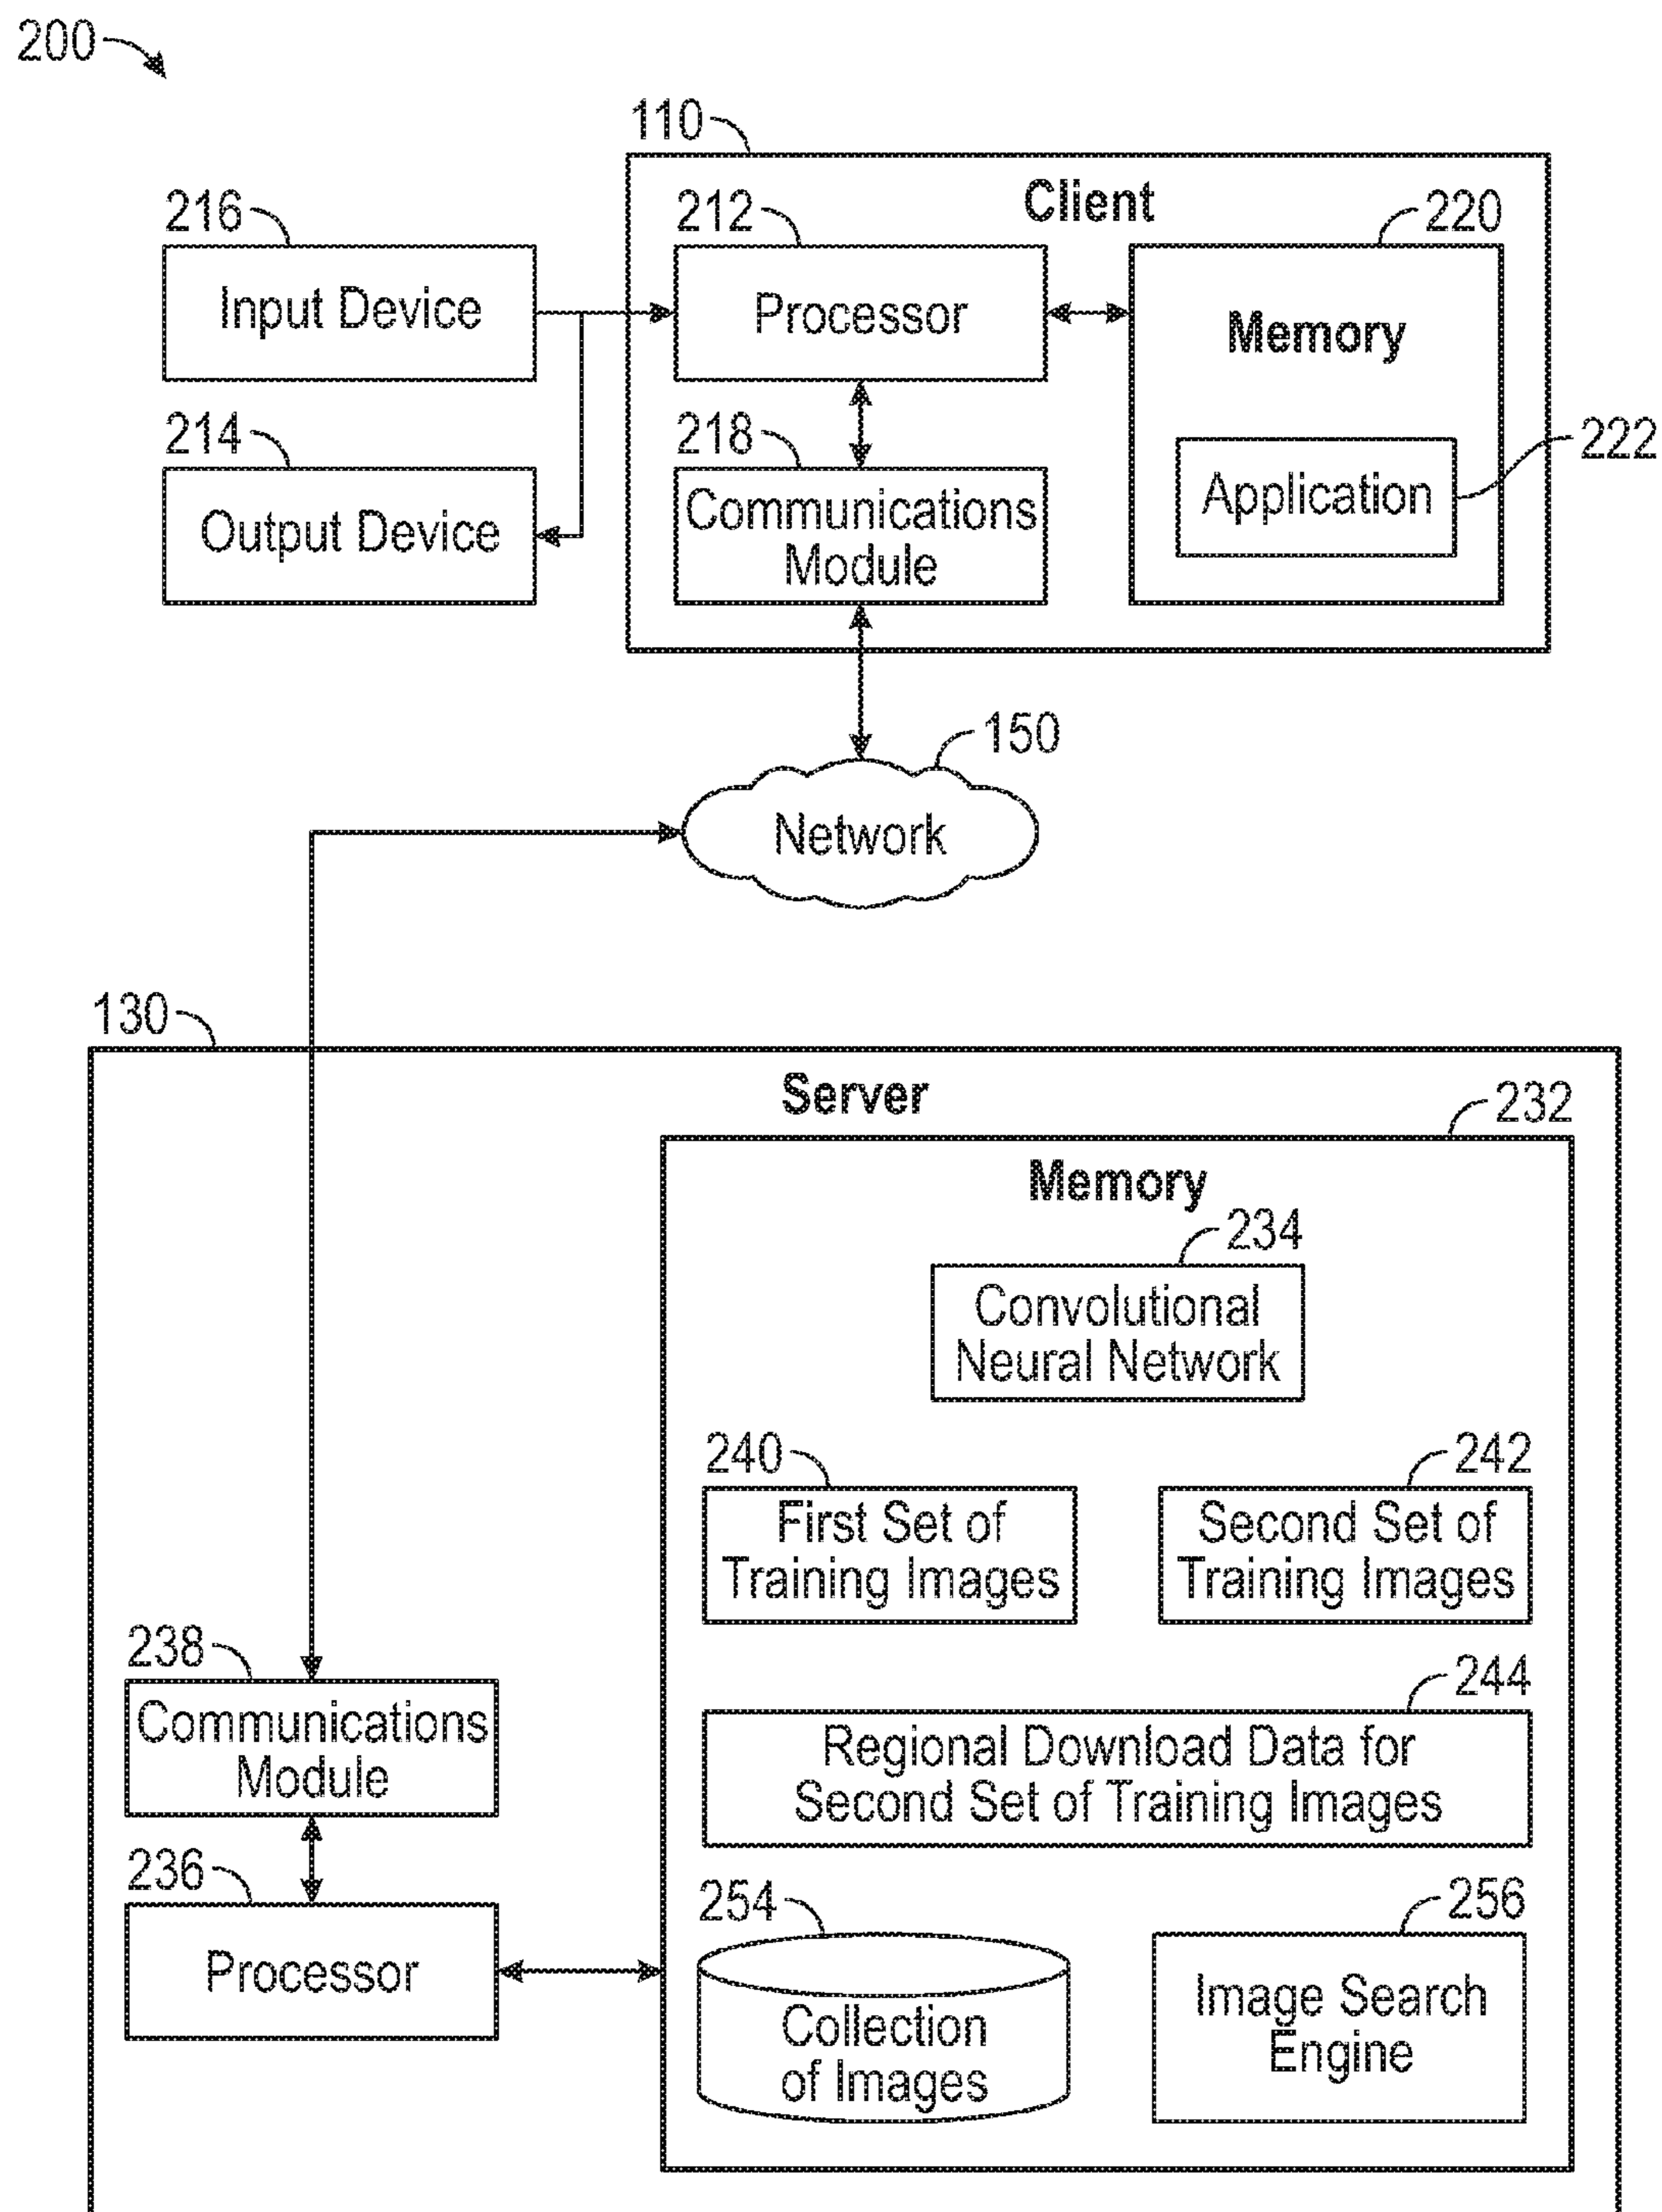 200
110
Client
216
212
220
Input Device
Processor
Memory
214
218
222
Output Device
Communications
Module
Application
150
Network
130
Server
232
Memory
234
Convolutional
Neural Network
240
242
First Set of
Training Images
Second Set of
Training Images
238
244
Communications
Module
Regional Download Data for
Second Set of Training Images
236
254
256
Processor
Collection
of Images
Image Search
Engine